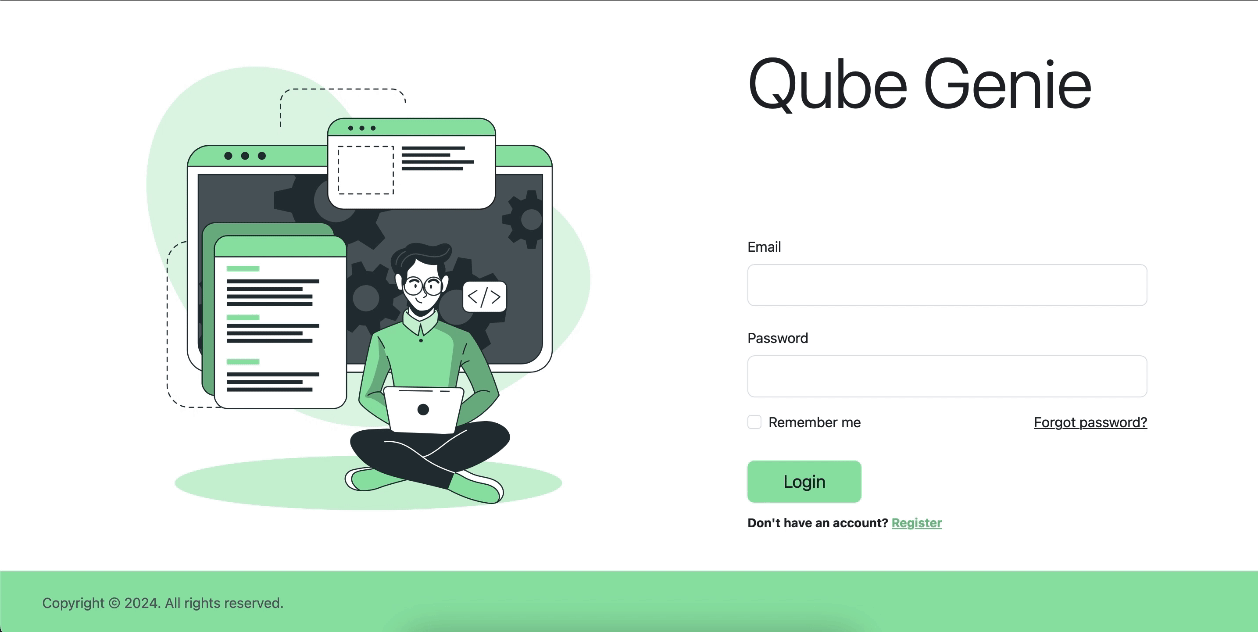 Qube Genie
</>
Email
Password
Remember me
Forgot password?
Login
Don't have an account? Register
Copyright © 2024. All rights reserved.